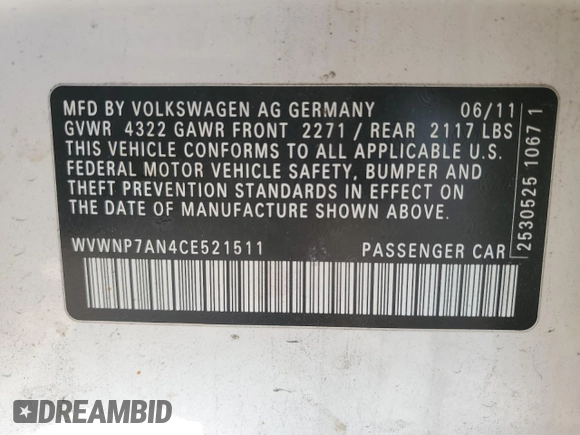 MFD BY VOLKSWAGEN AG GERMANY 06/11
GVWR 4322 GAWR FRONT 2271 / REAR 2117 LBS
THIS VEHICLE CONFORMS TO ALL APPLICABLE U.S.
FEDERAL MOTOR VEHICLE SAFETY, BUMPER AND
THEFT PREVENTION STANDARDS IN EFFECT ON
THE DATE OF MANUFACTURE SHOWN ABOVE.
WVWNP7AN4CE521511 PASSENGER CAR
2530525 1067 1
DREAMBID